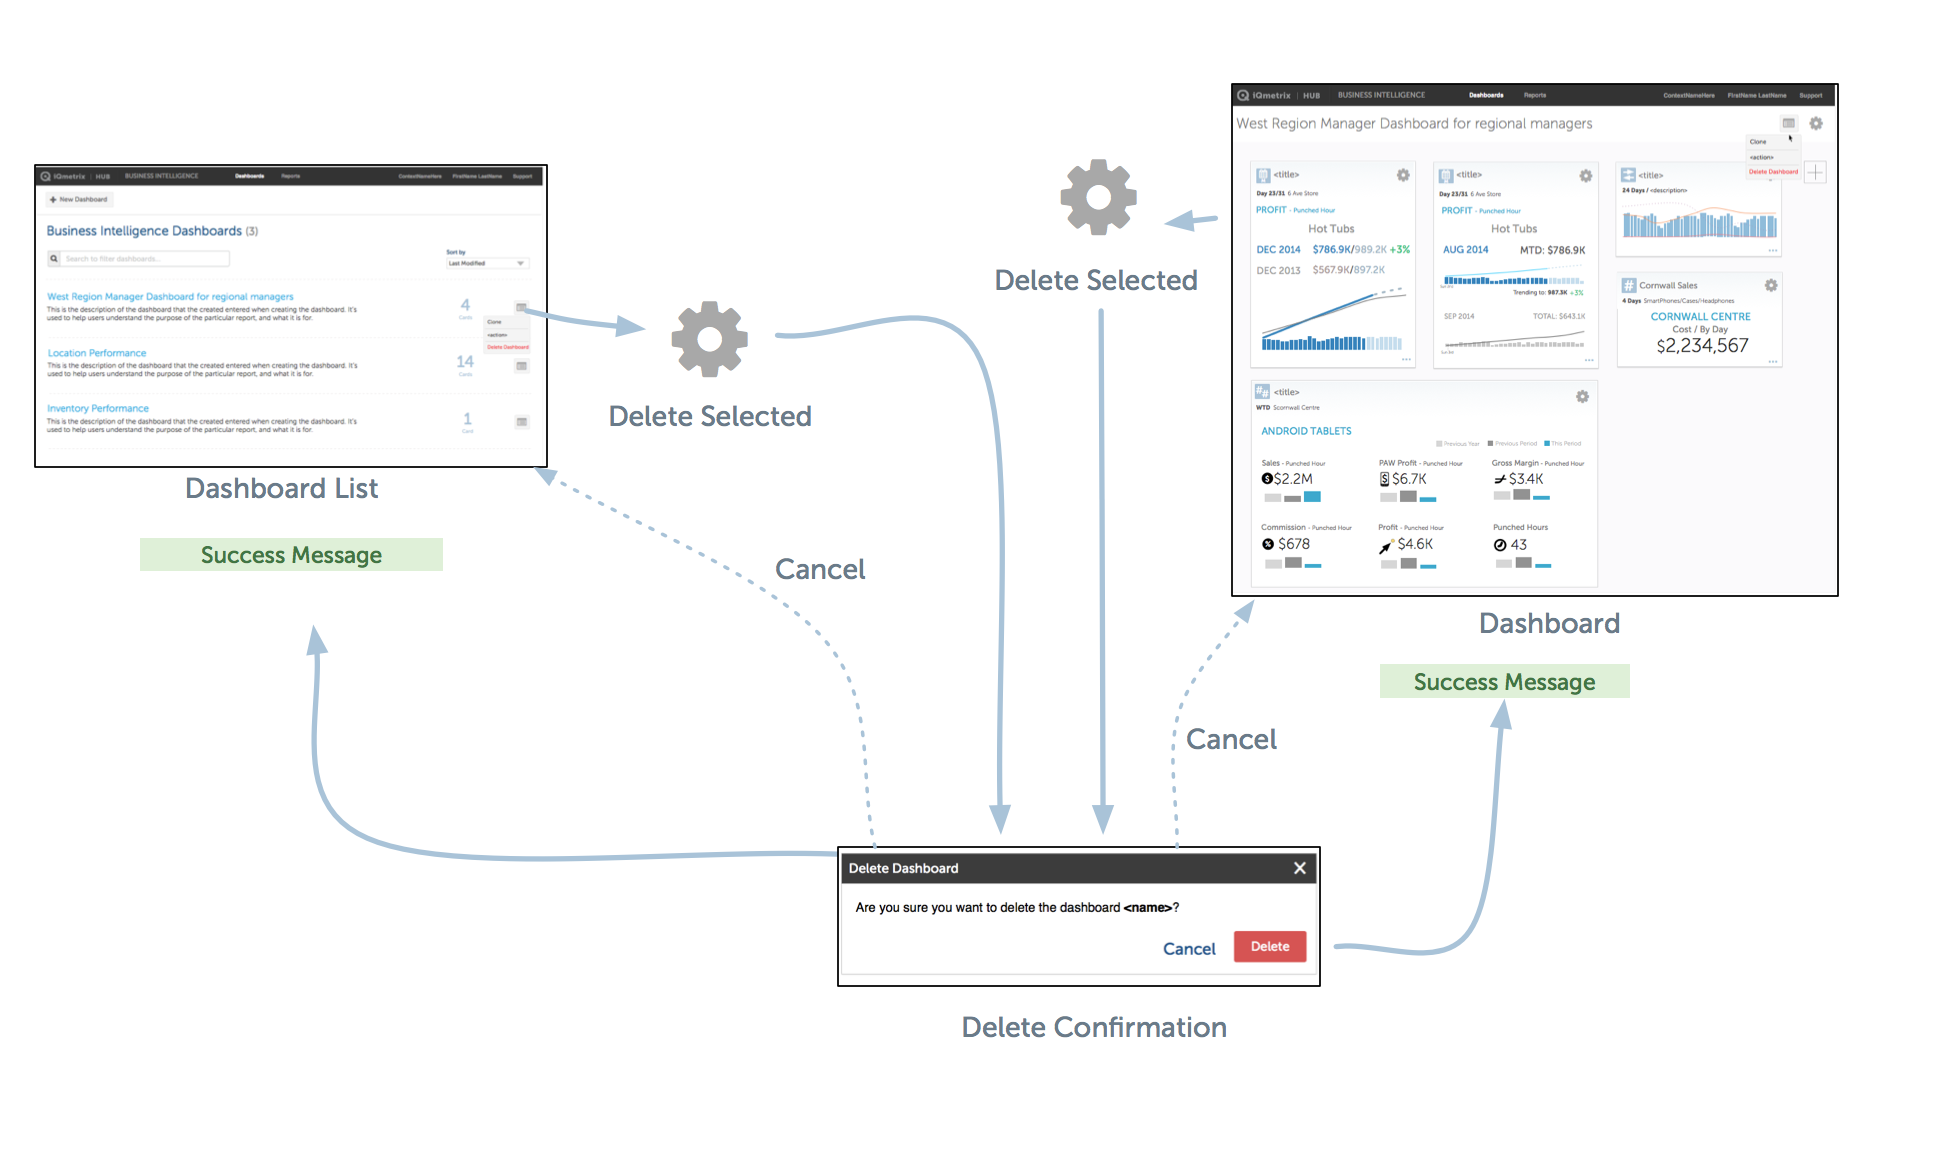 iQmetrix | HUB BUSINESS INTELLIGENCE Dashboards Reports ContextNameHere FirstName LastName Support
+ New Dashboard
Business Intelligence Dashboards (3)
Search to filter dashboards...
Sort by
Last Modified
West Region Manager Dashboard for regional managers
This is the description of the dashboard that the created entered when creating the dashboard. It's
used to help users understand the purpose of the particular report, and what it is for.
4
Cards
Clone
<action>
Delete Dashboard
Location Performance
This is the description of the dashboard that the created entered when creating the dashboard. It's
used to help users understand the purpose of the particular report, and what it is for.
14
Cards
Inventory Performance
This is the description of the dashboard that the created entered when creating the dashboard. It's
used to help users understand the purpose of the particular report, and what it is for.
1
Card
Dashboard List
Success Message
Delete Selected
Delete Selected
iQmetrix | HUB BUSINESS INTELLIGENCE Dashboards Reports ContextNameHere FirstName LastName Support
West Region Manager Dashboard for regional managers
Clone
<action>
Delete Dashboard
<title>
Day 23/31 6 Ave Store
PROFIT - Punched Hour
Hot Tubs
DEC 2014 $786.9K/989.2K +3%
DEC 2013 $567.9K/897.2K
<title>
Day 23/31 6 Ave Store
PROFIT - Punched Hour
Hot Tubs
AUG 2014 MTD: $786.9K
Trending to: 987.3K +3%
SEP 2014 TOTAL: $643.1K
<title>
24 Days / <description>
# Cornwall Sales
4 Days SmartPhones/Cases/Headphones
CORNWALL CENTRE
Cost / By Day
$2,234,567
## <title>
WTD Scornwall Centre
ANDROID TABLETS
Previous Year Previous Period This Period
Sales - Punched Hour
$2.2M
PAW Profit - Punched Hour
$6.7K
Gross Margin - Punched Hour
$3.4K
Commission - Punched Hour
$678
Profit - Punched Hour
$4.6K
Punched Hours
43
Dashboard
Success Message
Cancel
Cancel
Delete Dashboard X
Are you sure you want to delete the dashboard <name>?
Cancel Delete
Delete Confirmation